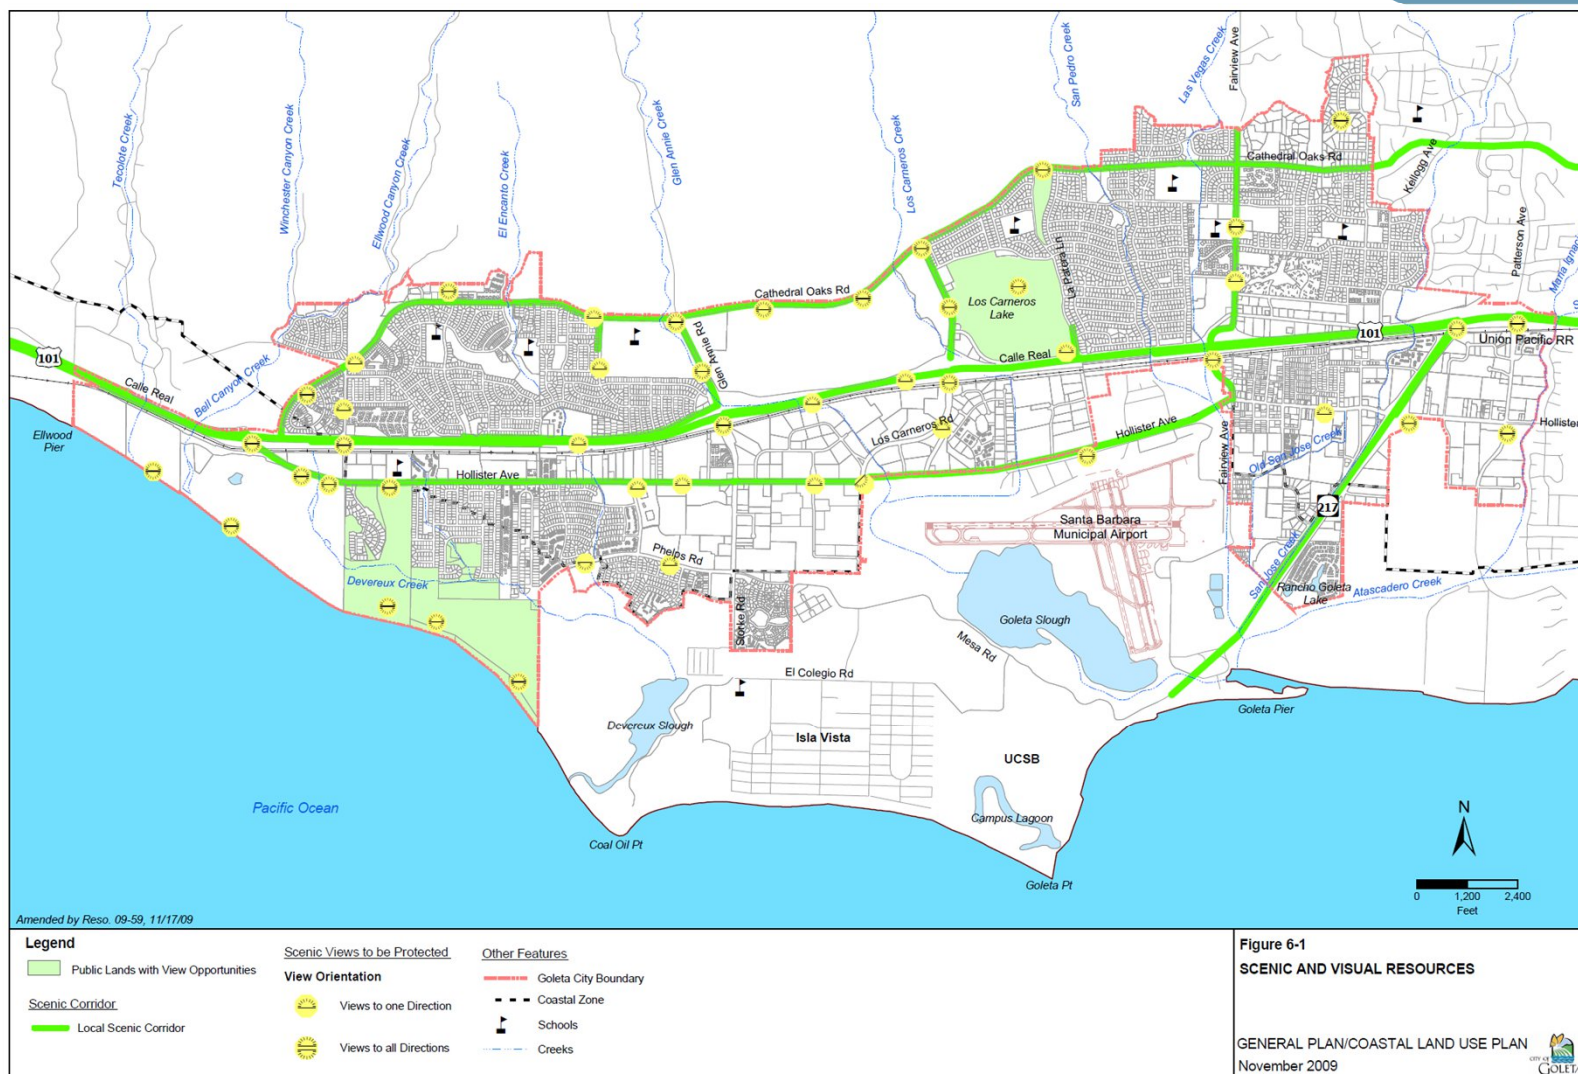 Tecolote Creek
Winchester Canyon Creek
Ellwood Canyon Creek
El Encanto Creek
Glen Annie Creek
Los Carneros Creek
San Pedro Creek
Las Vegas Creek
Fairview Ave
Cathedral Oaks Rd
Kellogg Ave
Patterson Ave
Maria Ignac
Cathedral Oaks Rd
La Patera Ln
Los Carneros
Lake
Glen Annie Rd
Calle Real
101
Union Pacific RR
101
Calle Real
Bell Canyon Creek
Ellwood
Pier
Los Carneros Rd
Hollister Ave
Fairview Ave
Old San Jose Creek
Hollister
Hollister Ave
217
Santa Barbara
Municipal Airport
Phelps Rd
Devereux Creek
Storke Rd
San Jose Creek
Rancho Goleta
Lake
Atascadero Creek
Goleta Slough
Mesa Rd
El Colegio Rd
Goleta Pier
Devereux Slough
Isla Vista
UCSB
Pacific Ocean
Campus Lagoon
Coal Oil Pt
Goleta Pt
N
0 1,200 2,400
Feet
Amended by Reso. 09-59, 11/17/09
Legend
Public Lands with View Opportunities
Scenic Corridor
Local Scenic Corridor
Scenic Views to be Protected
View Orientation
Views to one Direction
Views to all Directions
Other Features
Goleta City Boundary
Coastal Zone
Schools
Creeks
Figure 6-1
SCENIC AND VISUAL RESOURCES
GENERAL PLAN/COASTAL LAND USE PLAN
November 2009
CITY OF
GOLETA